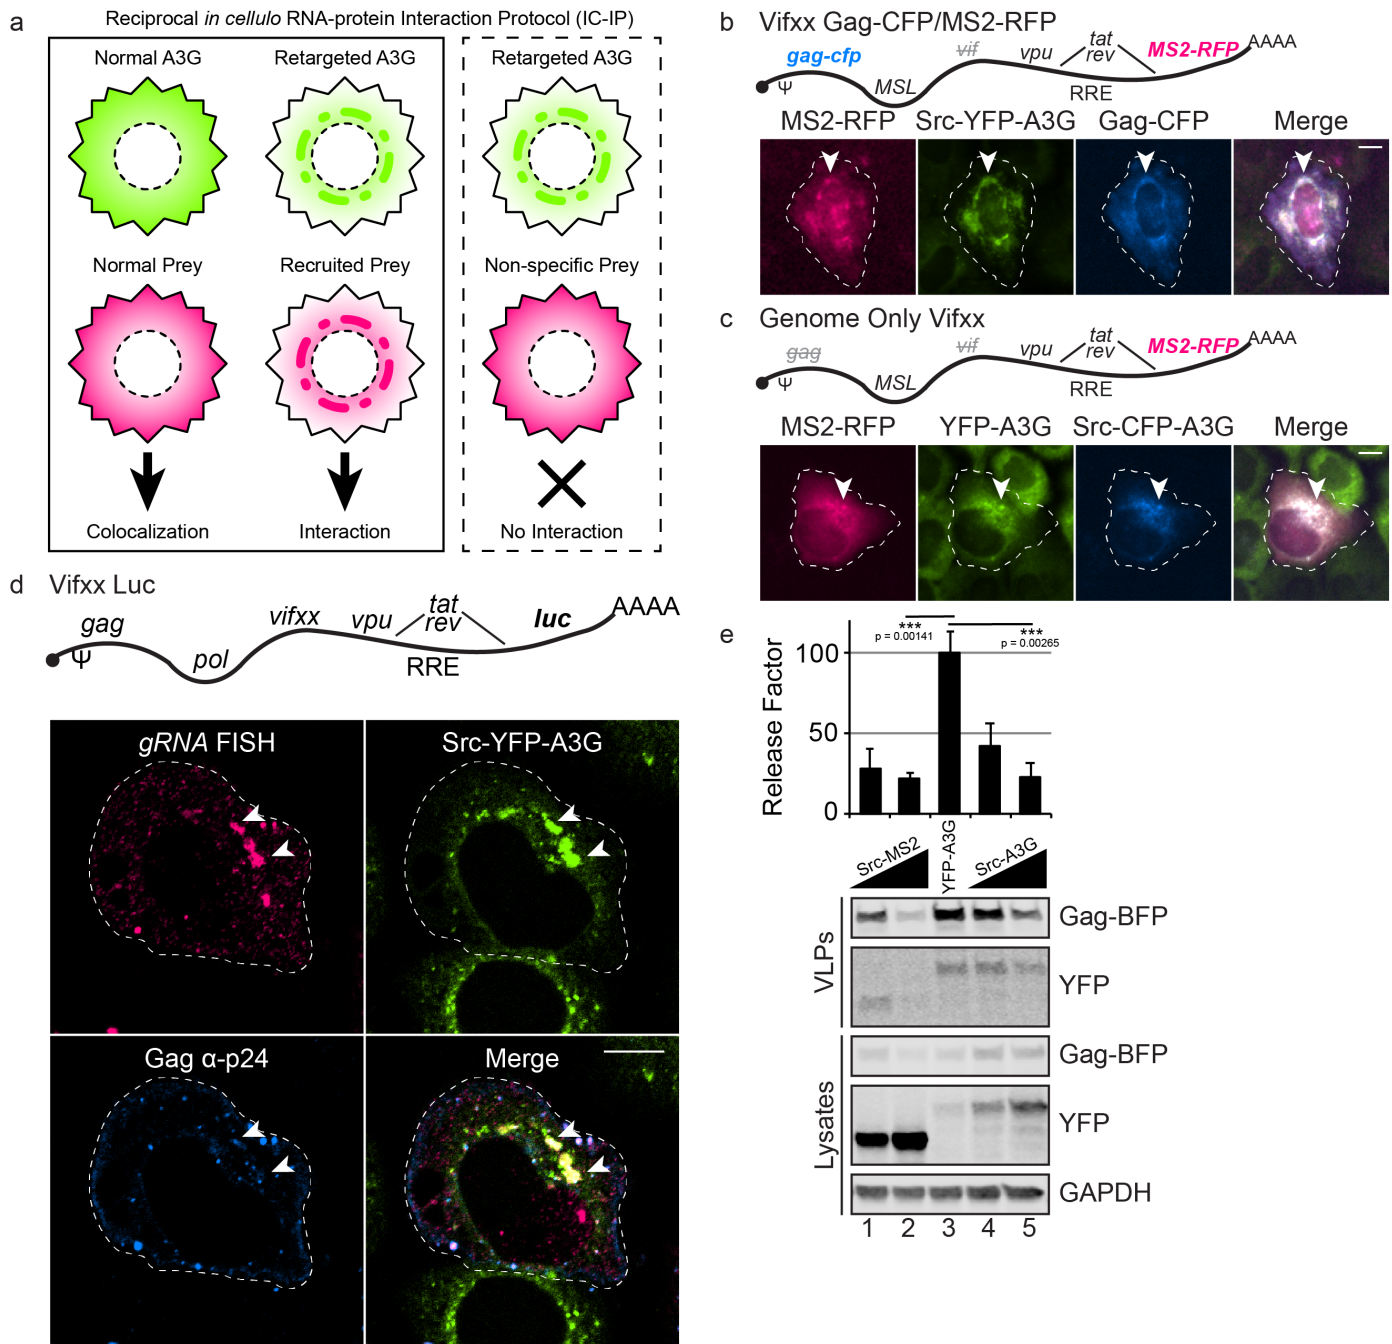 a
Reciprocal in cellulo RNA-protein Interaction Protocol (IC-IP)
Normal A3G
Retargeted A3G
Retargeted A3G
Normal Prey
Recruited Prey
Non-specific Prey
Colocalization
Interaction
No Interaction
b
Vifxx Gag-CFP/MS2-RFP
gag-cfp
Ψ
MSL
vif
vpu
tat
rev
RRE
MS2-RFP
AAAA
MS2-RFP
Src-YFP-A3G
Gag-CFP
Merge
c
Genome Only Vifxx
gag
Ψ
MSL
vif
vpu
tat
rev
RRE
MS2-RFP
AAAA
MS2-RFP
YFP-A3G
Src-CFP-A3G
Merge
d
Vifxx Luc
gag
Ψ
pol
vifxx
vpu
tat
rev
RRE
luc
AAAA
gRNA FISH
Src-YFP-A3G
Gag α-p24
Merge
e
Release Factor
100
50
0
***
p = 0.00141
***
p = 0.00265
Src-MS2
YFP-A3G
Src-A3G
VLPs
Gag-BFP
YFP
Lysates
Gag-BFP
YFP
GAPDH
1 2 3 4 5